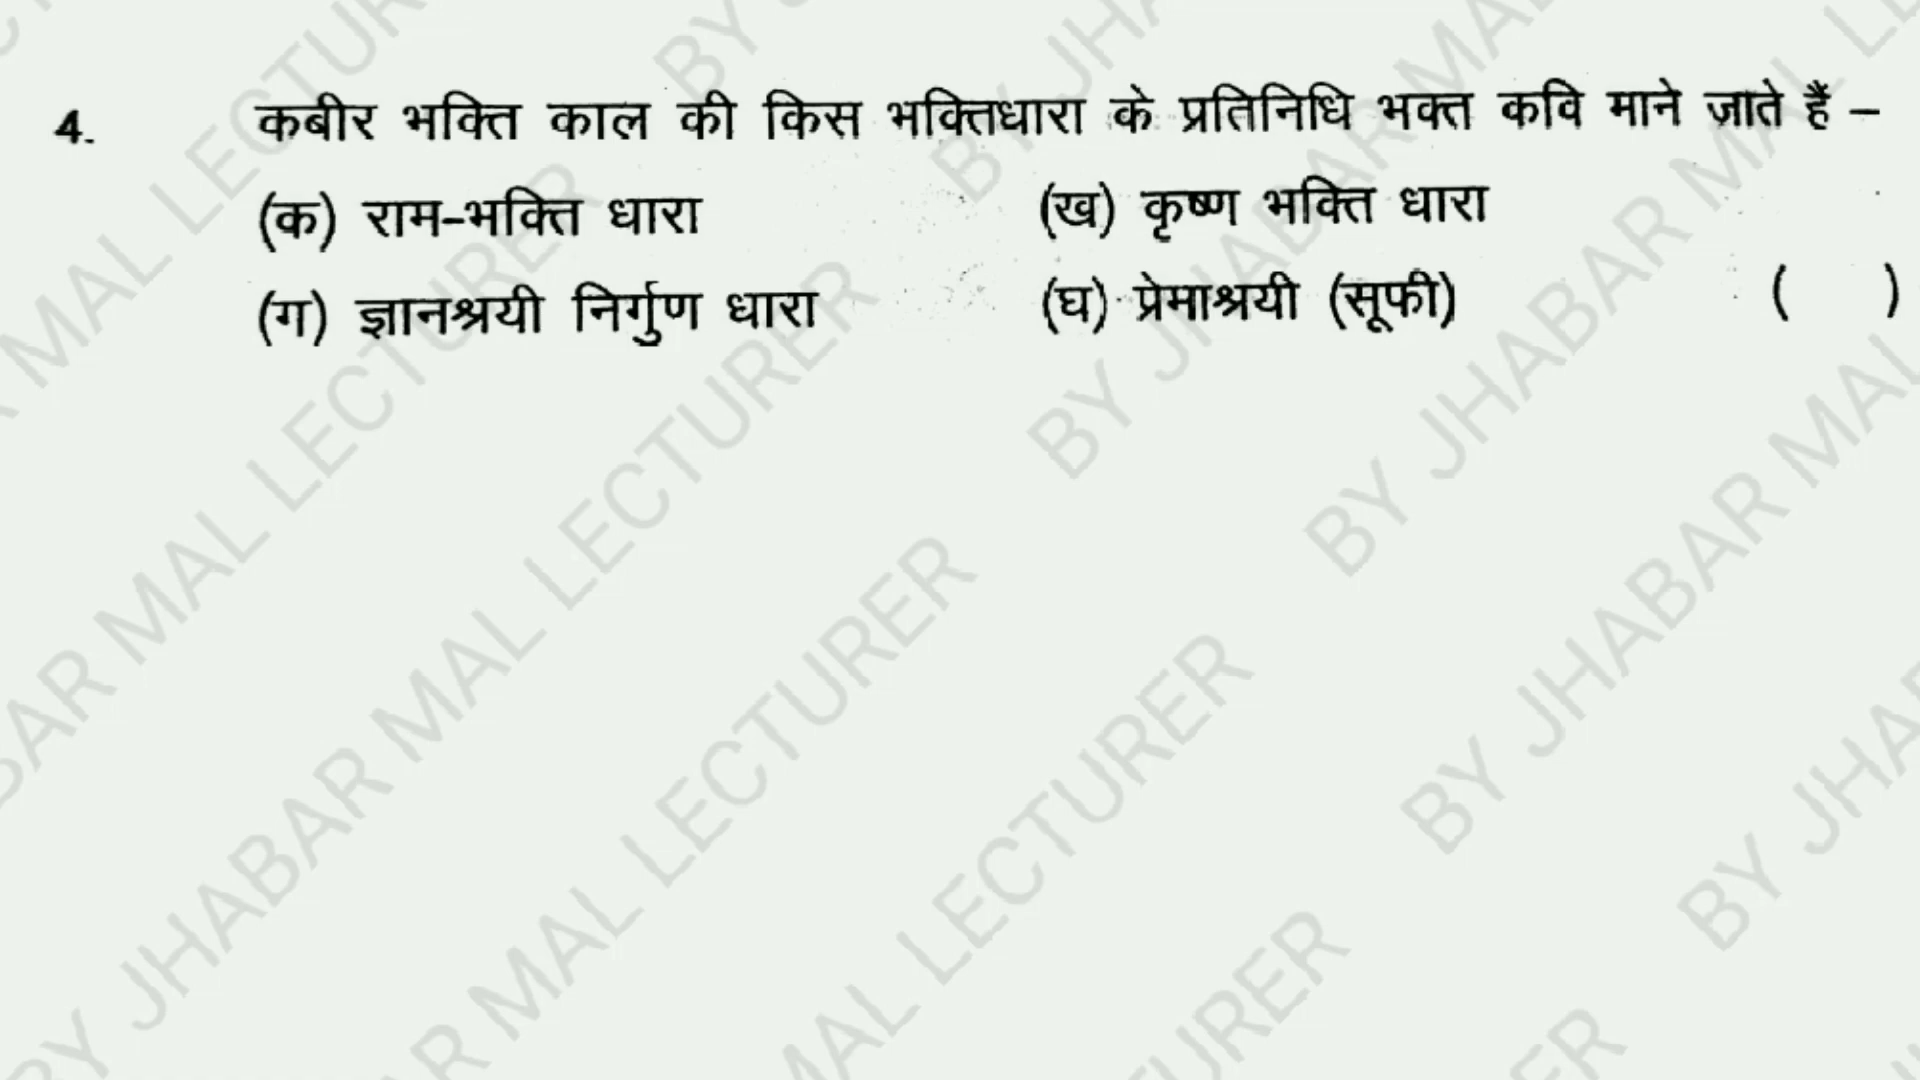 4. कबीर भक्ति काल की किस भक्तिधारा के प्रतिनिधि भक्त कवि माने जाते हैं –
(क) राम-भक्ति धारा (ख) कृष्ण भक्ति धारा
(ग) ज्ञानश्रयी निर्गुण धारा (घ) प्रेमाश्रयी (सूफी) ( )
BY JHABAR MAL LECTURER